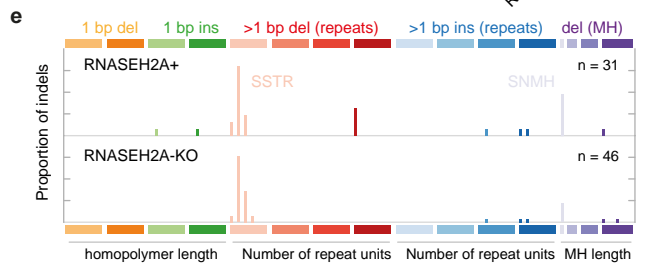 e
1 bp del 1 bp ins >1 bp del (repeats) >1 bp ins (repeats) del (MH)
RNASEH2A+ n = 31
SSTR SNMH
Proportion of indels
RNASEH2A-KO n = 46
homopolymer length Number of repeat units Number of repeat units MH length